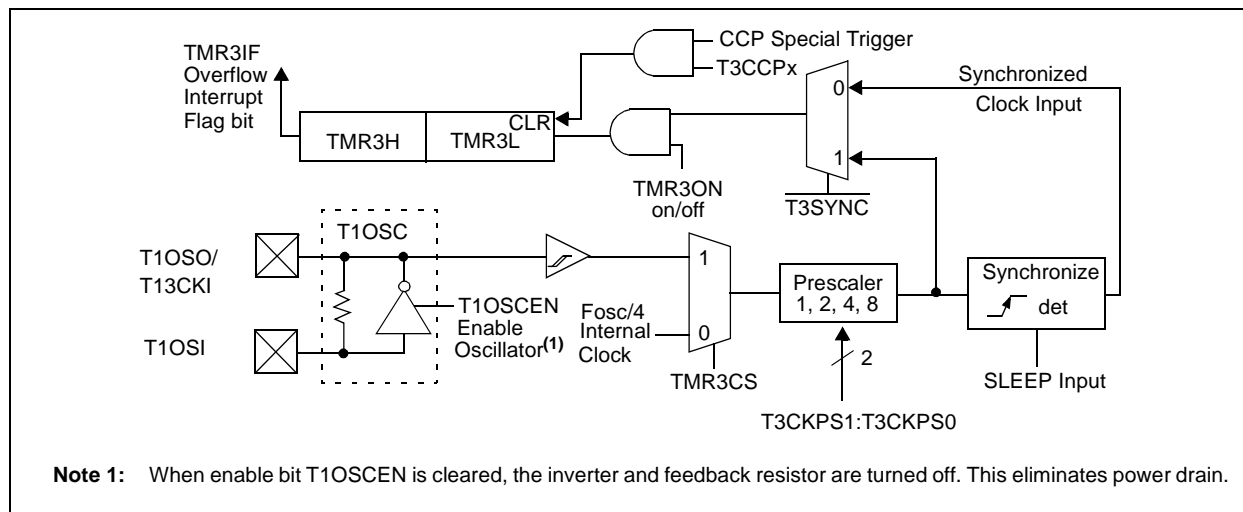 TMR3IF
Overflow
Interrupt
Flag bit
TMR3H
TMR3L
CLR
CCP Special Trigger
T3CCPx
TMR3ON
on/off
0
1
T3SYNC
Synchronized
Clock Input
T1OSO/
T13CKI
T1OSI
T1OSC
T1OSCEN
Enable
Oscillator(1)
Fosc/4
Internal
Clock
1
0
TMR3CS
Prescaler
1, 2, 4, 8
2
T3CKPS1:T3CKPS0
Synchronize
det
SLEEP Input
Note 1: When enable bit T1OSCEN is cleared, the inverter and feedback resistor are turned off. This eliminates power drain.